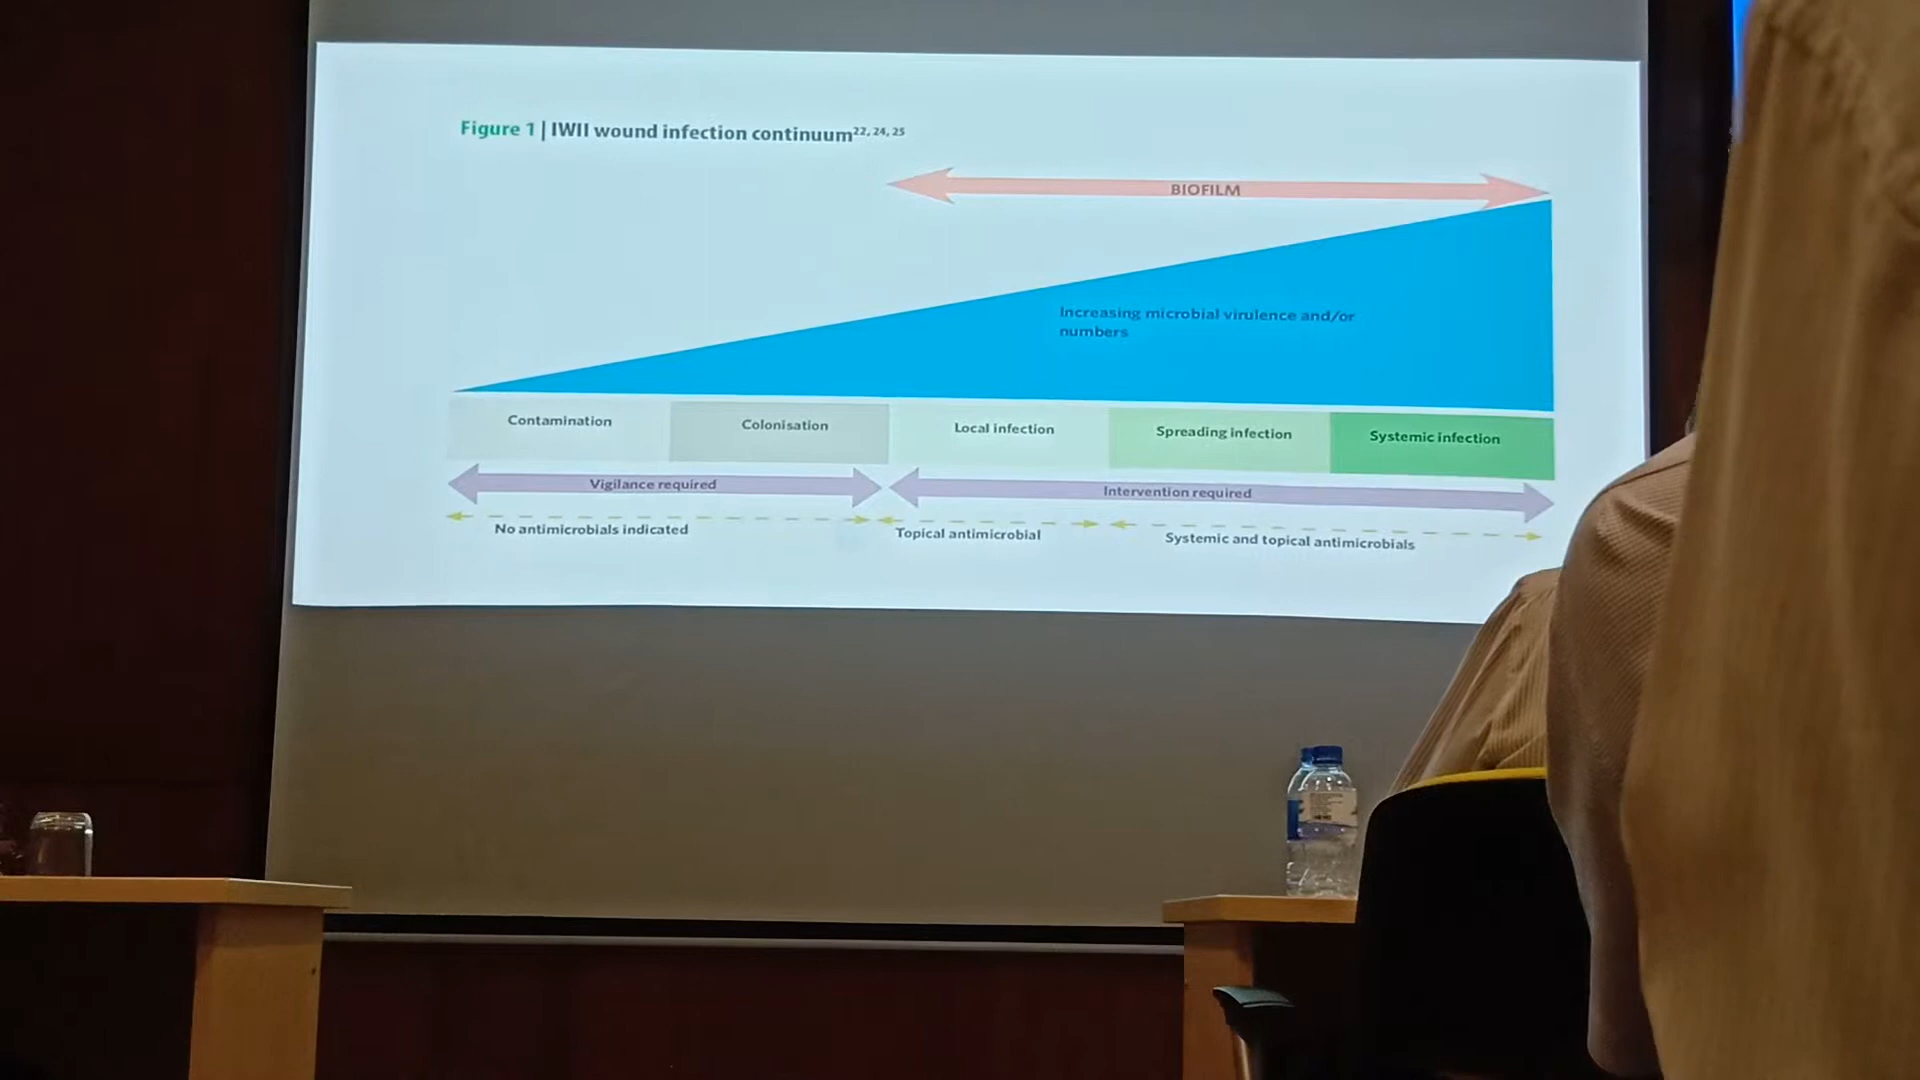 Figure 1 | IWII wound infection continuum22, 24, 25
BIOFILM
Increasing microbial virulence and/or
numbers
Contamination
Colonisation
Local infection
Spreading infection
Systemic infection
Vigilance required
Intervention required
No antimicrobials indicated
Topical antimicrobial
Systemic and topical antimicrobials